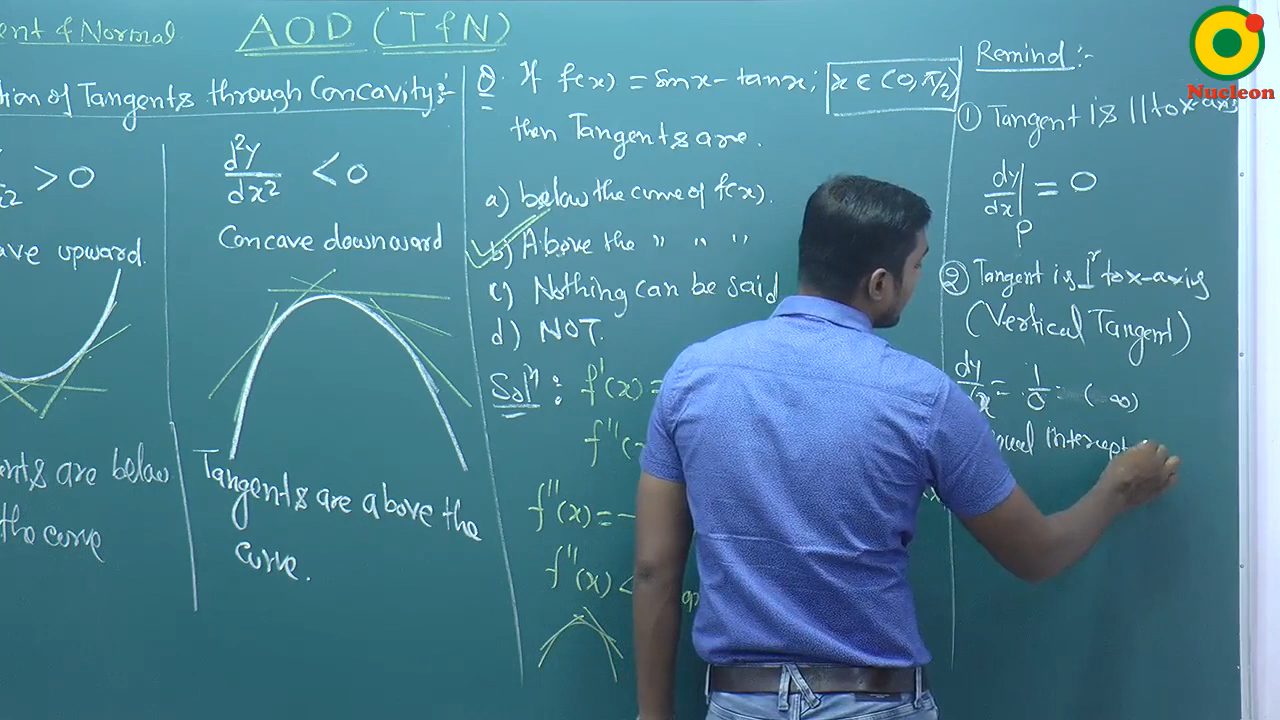 ent & Normal
AOD (T&N)
tion of Tangents through Concavity:-
> 0
x²
ave upward.
ents are below
the curve
d²y
dx²
< 0
Concave downward
Tangents are above the
curve.
Q. If f(x) = Sinx - tanx; x ∈ (0, π/2)
then Tangents are.
a) below the curve of f(x).
b) Above the " " "
c) Nothing can be said
d) NOT.
Solⁿ: f'(x) =
f''(x
f''(x) = -
f''(x) <
Remind :-
① Tangent is || to x-axis
dy/dx|P = 0
② Tangent is ⊥r to x-axis
(Vertical Tangent)
dy/dx = 1/0 (∞)
qual intercept
Nucleon